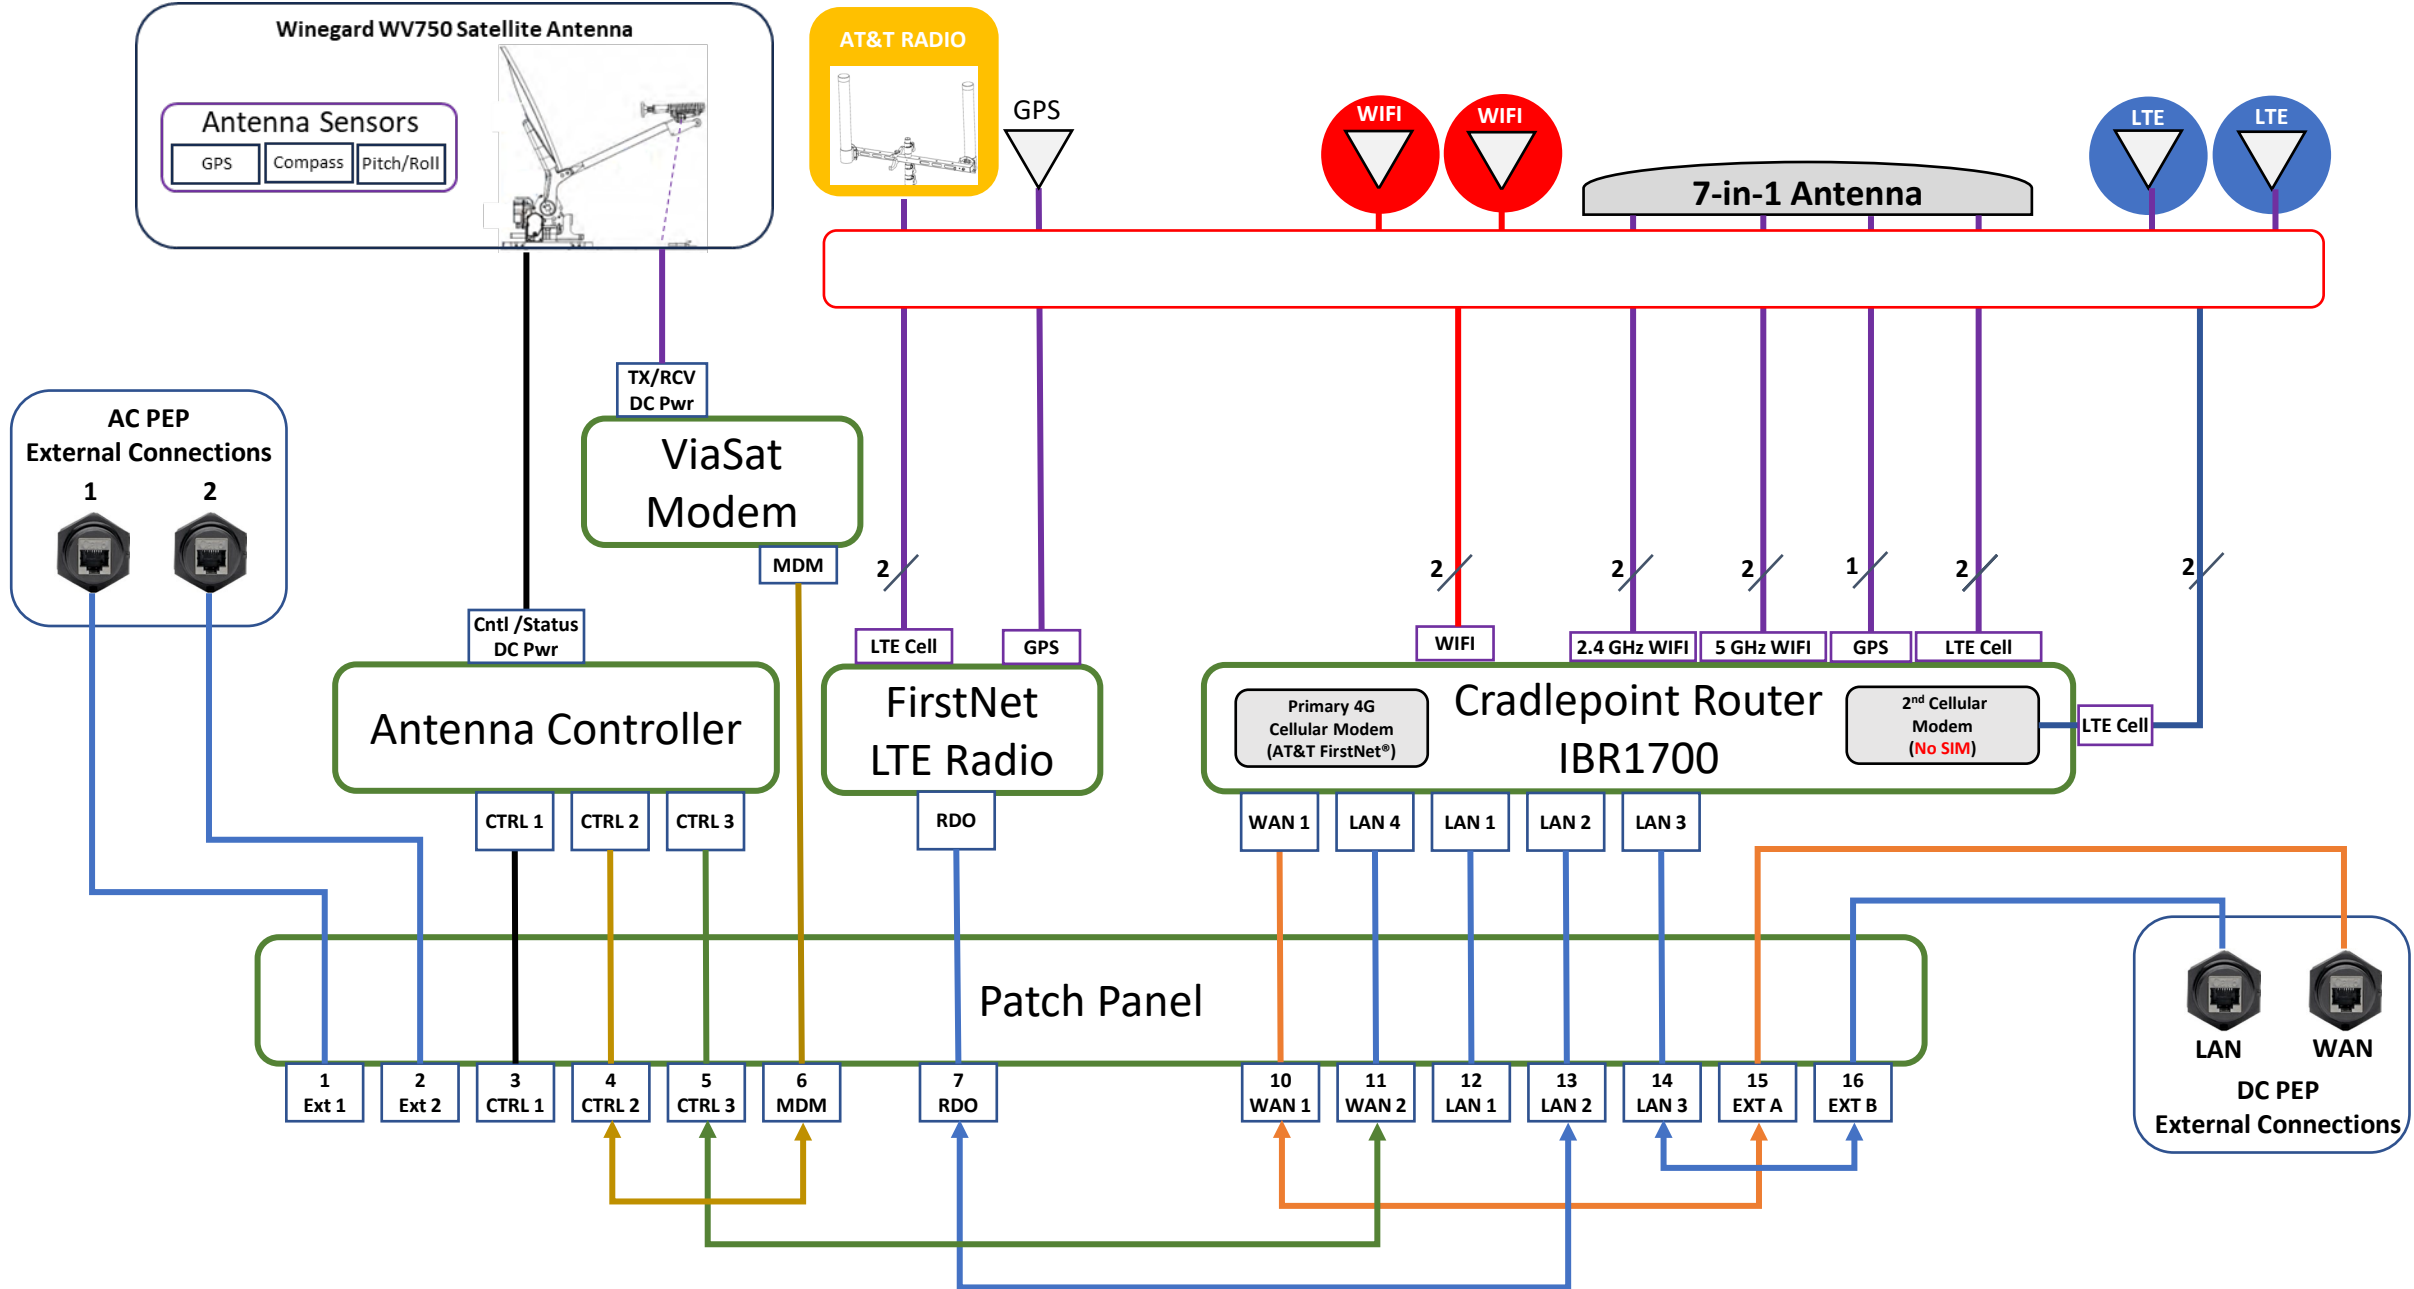 Winegard WV750 Satellite Antenna
Antenna Sensors
GPS
Compass
Pitch/Roll
AT&T RADIO
GPS
WIFI
WIFI
7-in-1 Antenna
LTE
LTE
TX/RCV
DC Pwr
ViaSat
Modem
MDM
AC PEP
External Connections
1
2
2
2
2
2
1
2
2
Cntl /Status
DC Pwr
Antenna Controller
CTRL 1
CTRL 2
CTRL 3
LTE Cell
GPS
FirstNet
LTE Radio
RDO
WIFI
2.4 GHz WIFI
5 GHz WIFI
GPS
LTE Cell
Primary 4G
Cellular Modem
(AT&T FirstNet®)
Cradlepoint Router
IBR1700
2nd Cellular
Modem
(No SIM)
LTE Cell
WAN 1
LAN 4
LAN 1
LAN 2
LAN 3
Patch Panel
1
Ext 1
2
Ext 2
3
CTRL 1
4
CTRL 2
5
CTRL 3
6
MDM
7
RDO
10
WAN 1
11
WAN 2
12
LAN 1
13
LAN 2
14
LAN 3
15
EXT A
16
EXT B
LAN
WAN
DC PEP
External Connections